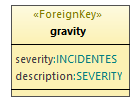 «ForeignKey»
gravity
severity:INCIDENTES
description:SEVERITY